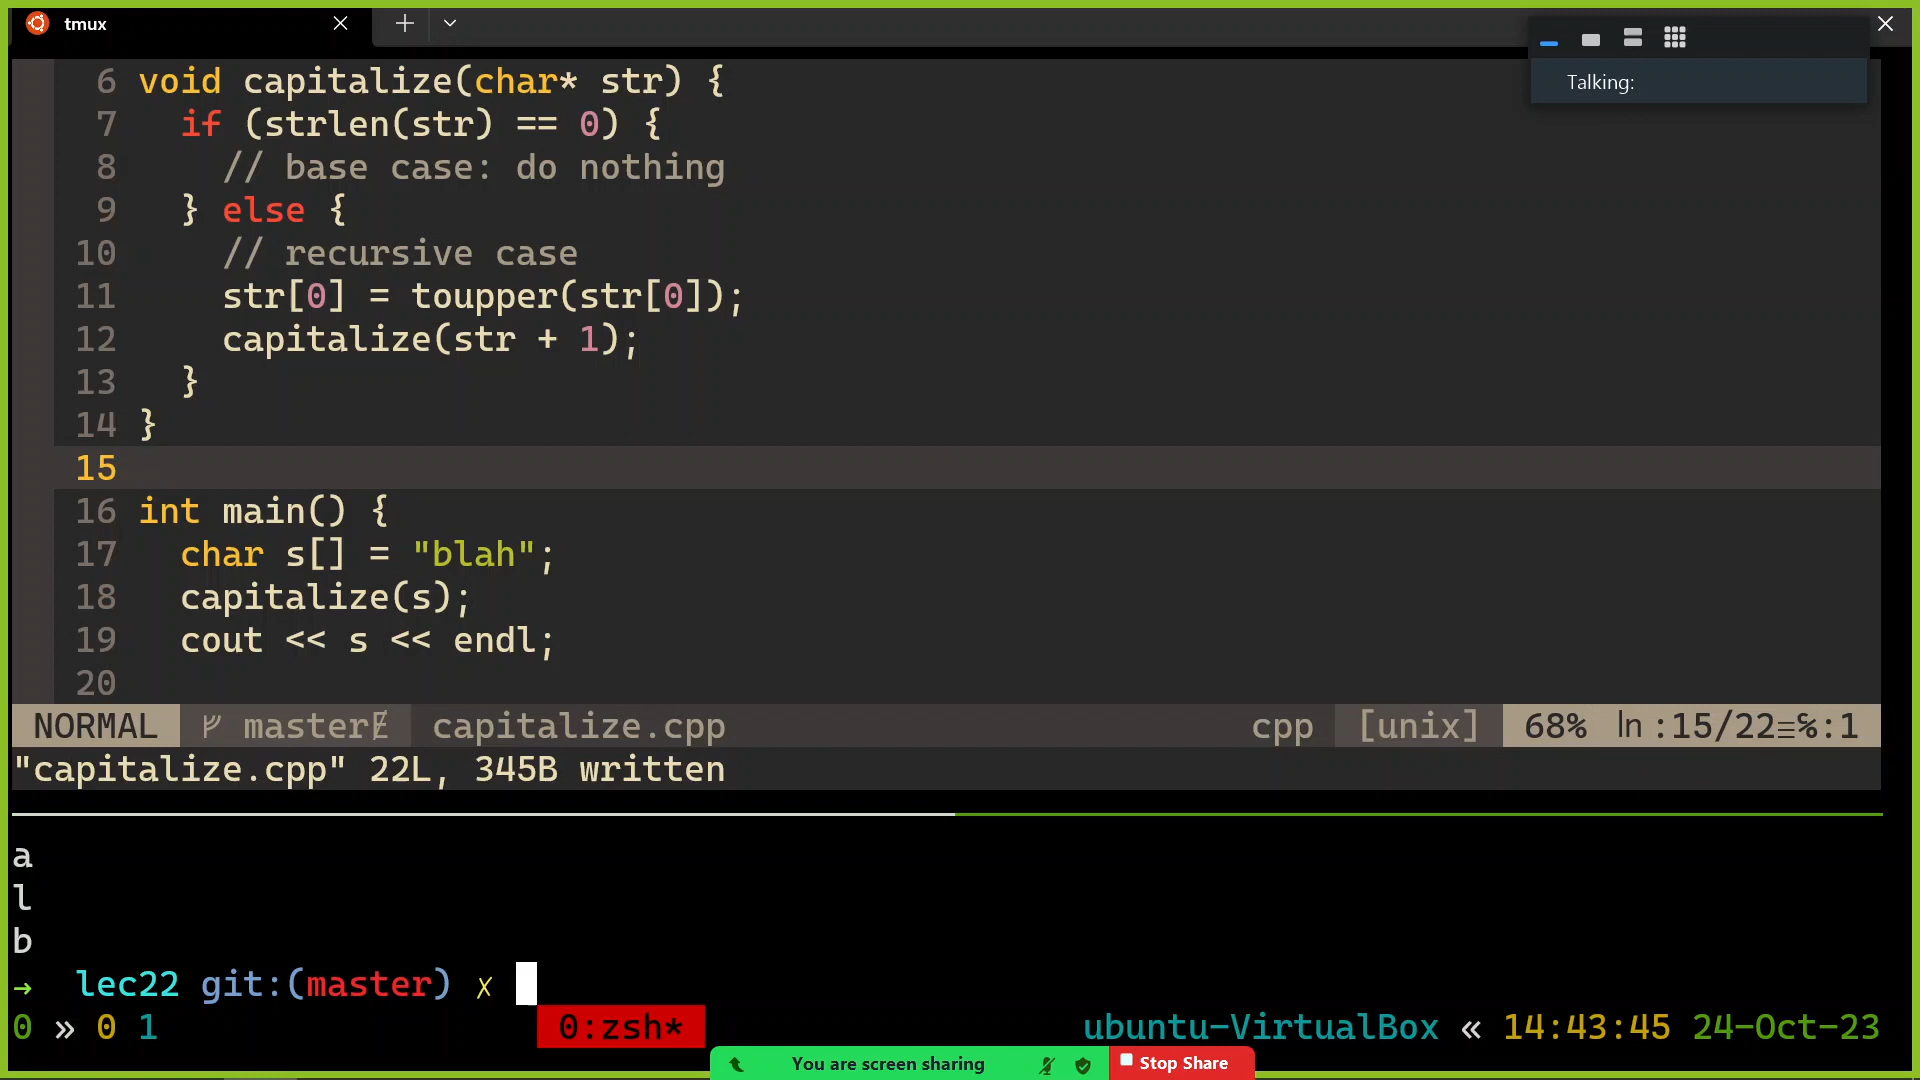 tmux
Talking:
6 void capitalize(char* str) {
7   if (strlen(str) == 0) {
8     // base case: do nothing
9   } else {
10     // recursive case
11     str[0] = toupper(str[0]);
12     capitalize(str + 1);
13   }
14 }
15
16 int main() {
17   char s[] = "blah";
18   capitalize(s);
19   cout << s << endl;
20
NORMAL master capitalize.cpp cpp [unix] 68% ln :15/22≡%:1
"capitalize.cpp" 22L, 345B written
a
l
b
→ lec22 git:(master) ✗
0 » 0 1 0:zsh* ubuntu-VirtualBox « 14:43:45 24-Oct-23
You are screen sharing Stop Share